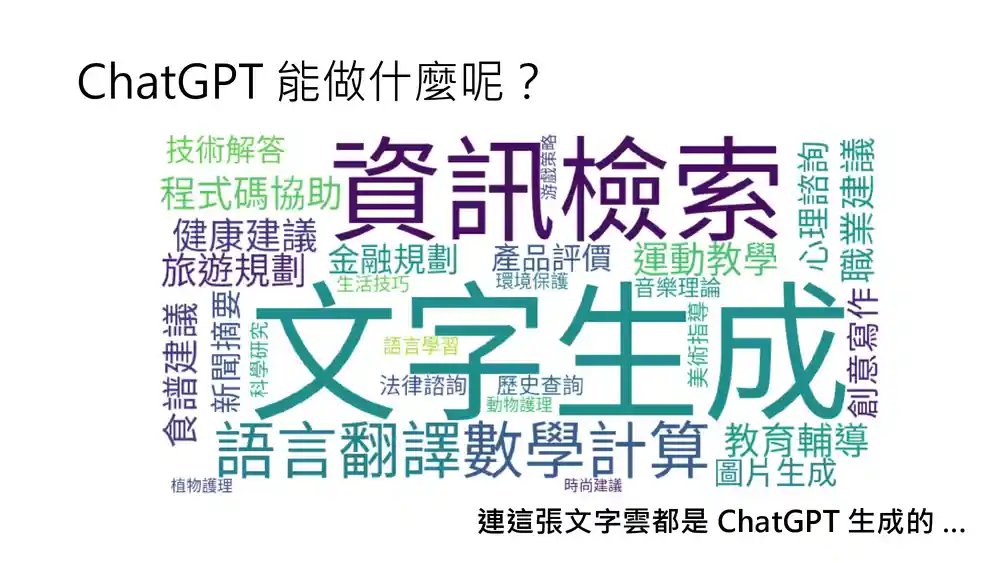 ChatGPT 能做什麼呢？
技術解答
資訊檢索
游戲策略
心理諮詢
職業建議
程式碼協助
健康建議
旅遊規劃
金融規劃
產品評價
運動教學
生活技巧
環境保護
音樂理論
文字生成
食譜建議
新聞摘要
科學研究
語言學習
美術指導
創意寫作
法律諮詢
歷史查詢
動物護理
語言翻譯
數學計算
教育輔導
圖片生成
植物護理
時尚建議
連這張文字雲都是 ChatGPT 生成的 ...